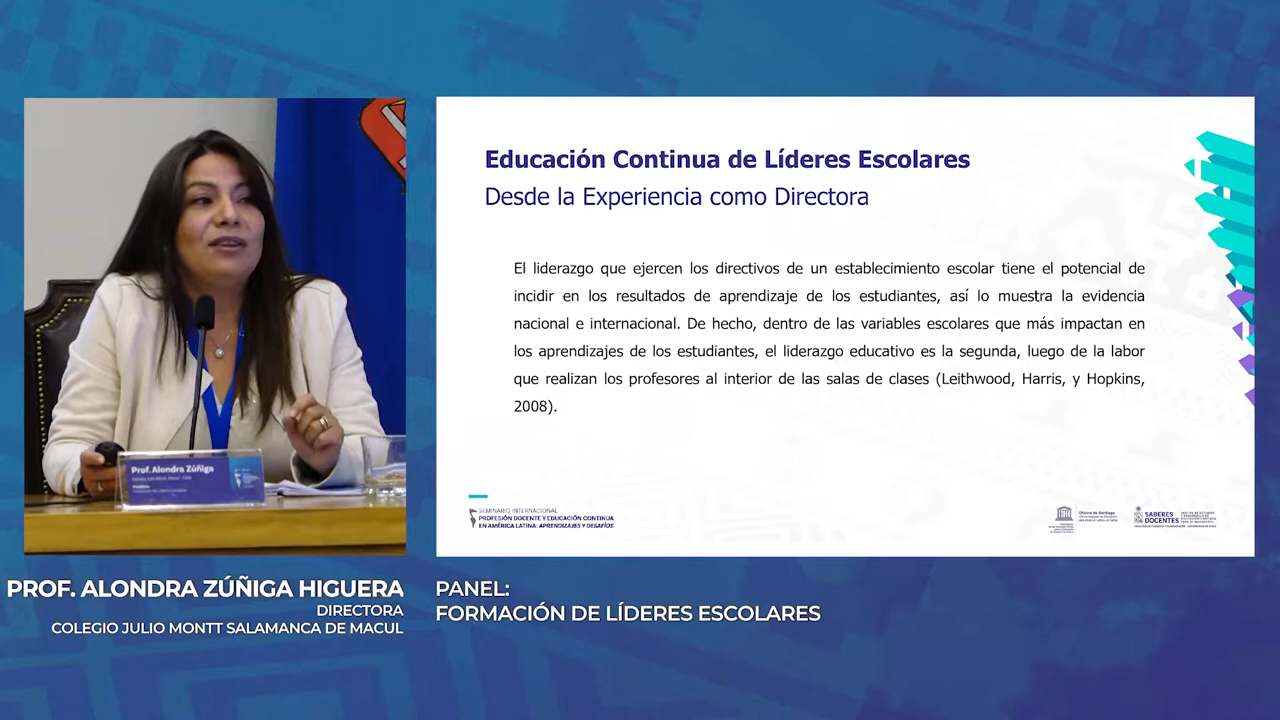 Prof. Alondra Zúñiga
PROF. ALONDRA ZÚÑIGA HIGUERA
DIRECTORA
COLEGIO JULIO MONTT SALAMANCA DE MACUL
Educación Continua de Líderes Escolares
Desde la Experiencia como Directora
El liderazgo que ejercen los directivos de un establecimiento escolar tiene el potencial de
incidir en los resultados de aprendizaje de los estudiantes, así lo muestra la evidencia
nacional e internacional. De hecho, dentro de las variables escolares que más impactan en
los aprendizajes de los estudiantes, el liderazgo educativo es la segunda, luego de la labor
que realizan los profesores al interior de las salas de clases (Leithwood, Harris, y Hopkins,
2008).
SEMINARIO INTERNACIONAL
PROFESIÓN DOCENTE Y EDUCACIÓN CONTINUA
EN AMÉRICA LATINA: APRENDIZAJES Y DESAFÍOS
Oficina de Santiago
SABERES
DOCENTES
PANEL:
FORMACIÓN DE LÍDERES ESCOLARES